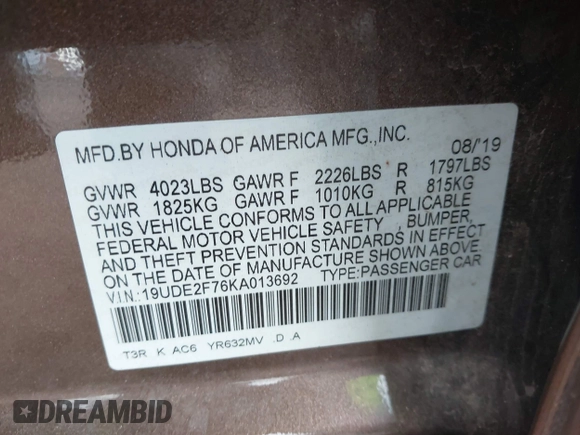 MFD.BY HONDA OF AMERICA MFG.,INC. 08/'19
GVWR 4023LBS GAWR F 2226LBS R 1797LBS
GVWR 1825KG GAWR F 1010KG R 815KG
THIS VEHICLE CONFORMS TO ALL APPLICABLE
FEDERAL MOTOR VEHICLE SAFETY , BUMPER,
AND THEFT PREVENTION STANDARDS IN EFFECT
ON THE DATE OF MANUFACTURE SHOWN ABOVE.
V.I.N.: 19UDE2F76KA013692 TYPE:PASSENGER CAR
T3R K AC6 YR632MV .D .A
DREAMBID